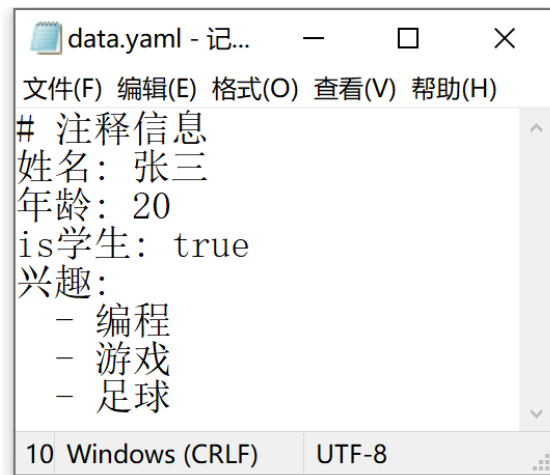 data.yaml - 记...
文件(F) 编辑(E) 格式(O) 查看(V) 帮助(H)
# 注释信息
姓名: 张三
年龄: 20
is学生: true
兴趣:
  - 编程
  - 游戏
  - 足球
10 Windows (CRLF) UTF-8